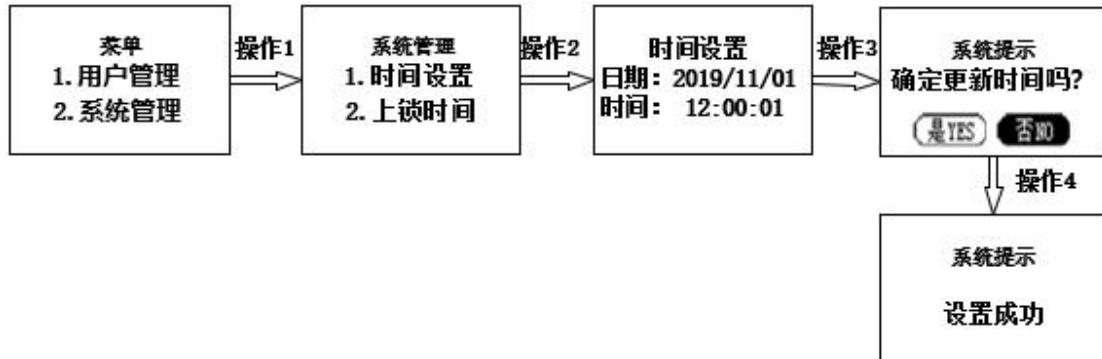 菜单
1.用户管理
2.系统管理
操作1
系统管理
1.时间设置
2.上锁时间
操作2
时间设置
日期：2019/11/01
时间： 12:00:01
操作3
系统提示
确定更新时间吗？
是YES 否NO
操作4
系统提示
设置成功